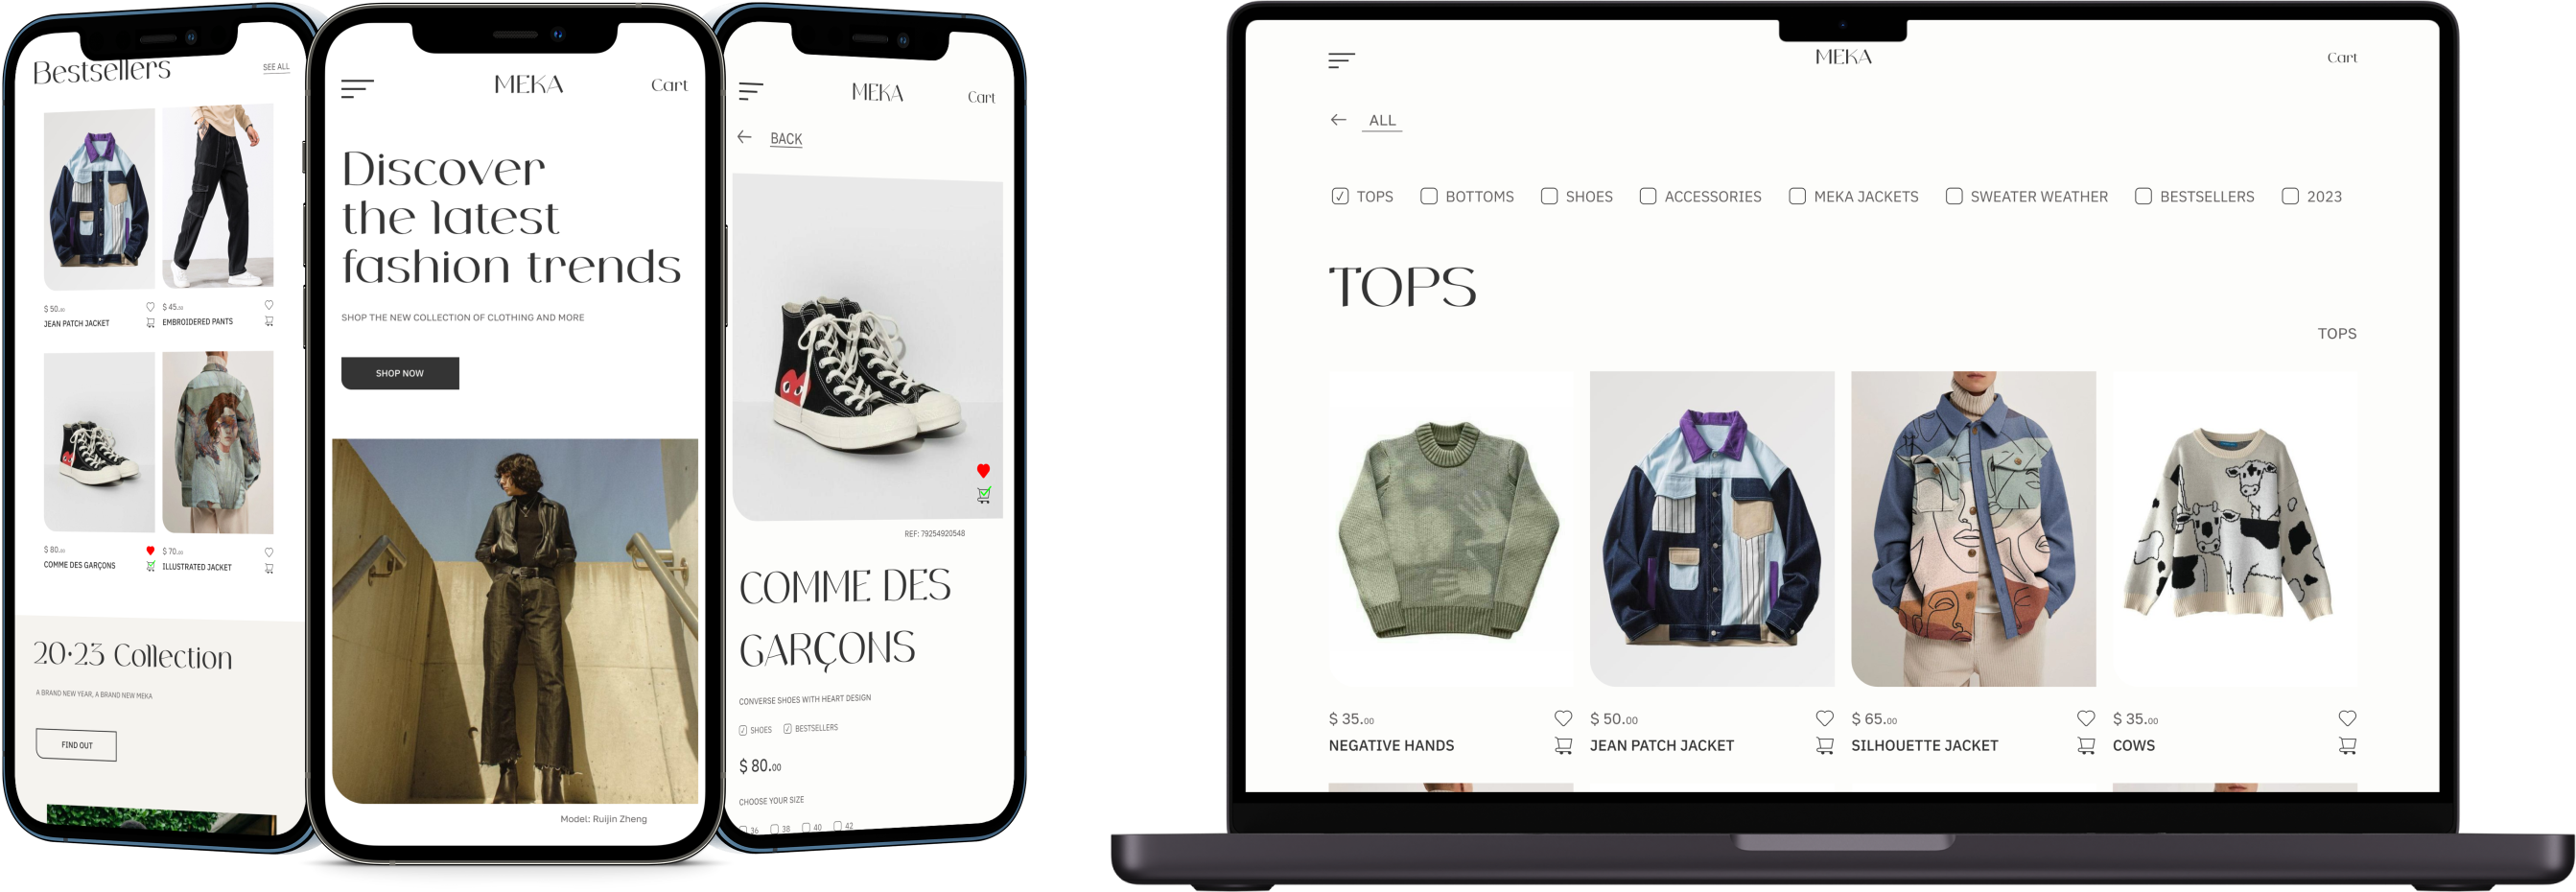 Bestsellers
SEE ALL
$ 50.00
JEAN PATCH JACKET
$ 45.00
EMBROIDERED PANTS
$ 80.00
COMME DES GARÇONS
$ 70.00
ILLUSTRATED JACKET
20·23 Collection
A BRAND NEW YEAR, A BRAND NEW MEKA
FIND OUT
MEKA
Cart
Discover
the latest
fashion trends
SHOP THE NEW COLLECTION OF CLOTHING AND MORE
SHOP NOW
Model: Ruijin Zheng
MEKA
Cart
BACK
REF: 79254920548
COMME DES
GARÇONS
CONVERSE SHOES WITH HEART DESIGN
SHOES BESTSELLERS
$ 80.00
CHOOSE YOUR SIZE
36 38 40 42
MEKA
Cart
ALL
TOPS BOTTOMS SHOES ACCESSORIES MEKA JACKETS SWEATER WEATHER BESTSELLERS 2023
TOPS
TOPS
$ 35.00
NEGATIVE HANDS
$ 50.00
JEAN PATCH JACKET
$ 65.00
SILHOUETTE JACKET
$ 35.00
COWS